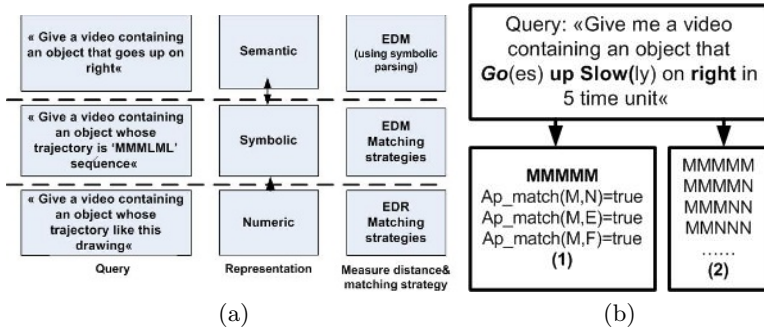 « Give a video containing
an object that goes up on
right«
Semantic
EDM
(using symbolic
parsing)
« Give a video containing
an object whose
trajectory is ‘MMMLML’
sequence«
Symbolic
EDM
Matching
strategies
« Give a video containing
an object whose
trajectory like this
drawing«
Numeric
EDR
Matching
strategies
Query
Representation
Measure distance&
matching strategy
(a)
Query: «Give me a video
containing an object that
Go(es) up Slow(ly) on right in
5 time unit«
MMMMM
Ap_match(M,N)=true
Ap_match(M,E)=true
Ap_match(M,F)=true
(1)
MMMMM
MMMMN
MMMNN
MMNNN
......
(2)
(b)